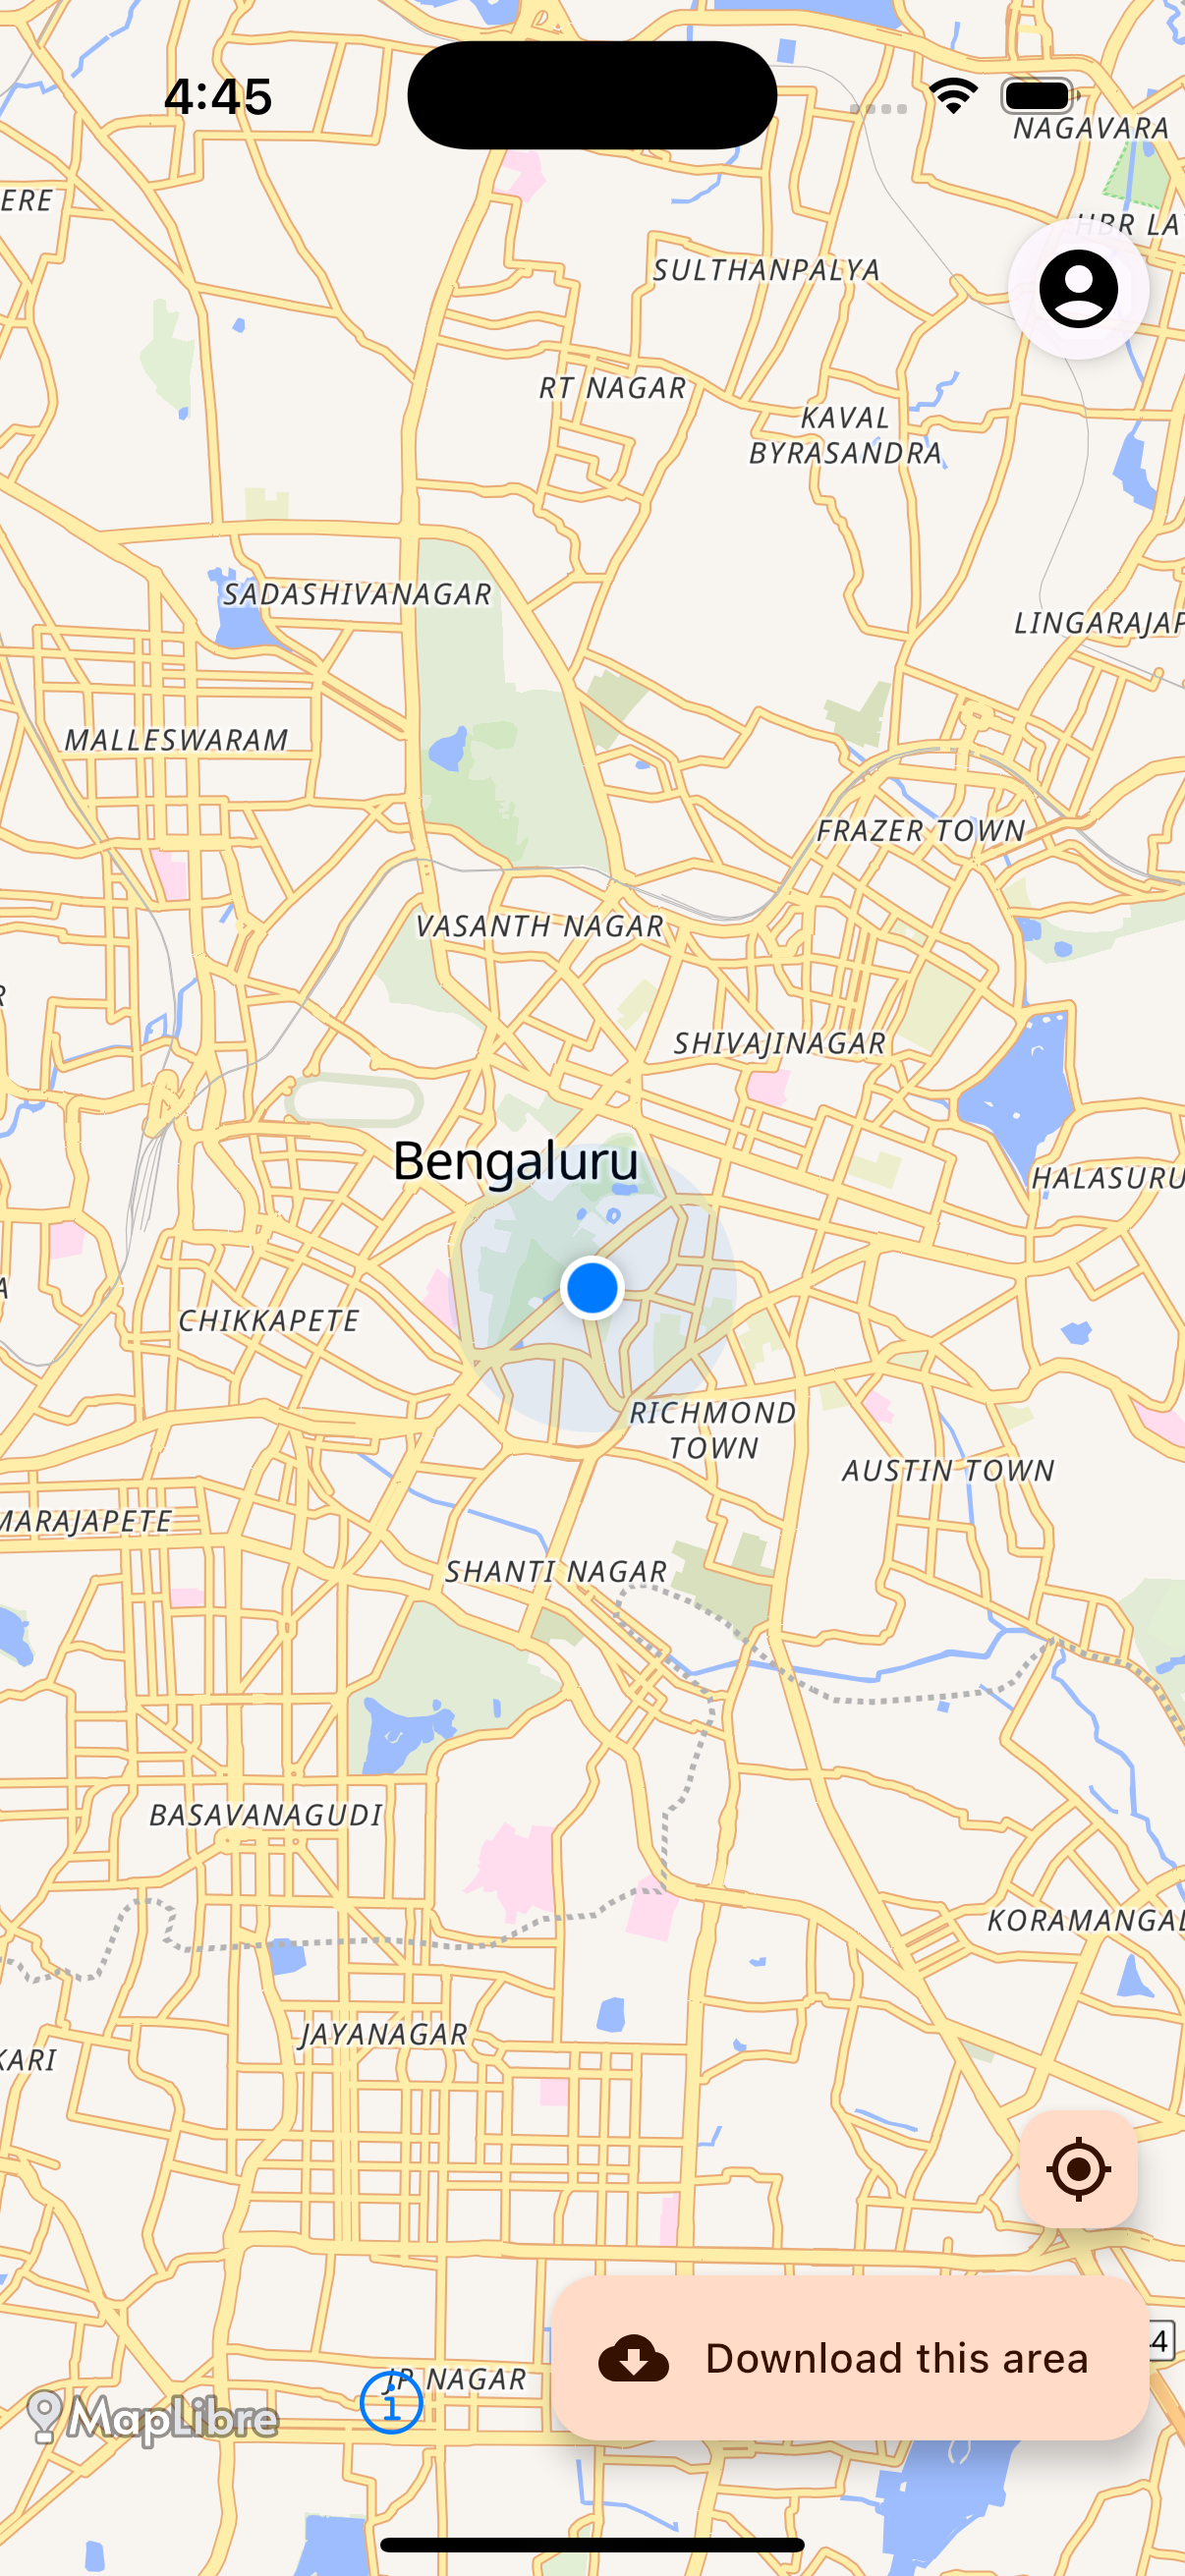 4:45
NAGAVARA
ERE
HBR LA
SULTHANPALYA
RT NAGAR
KAVAL
BYRASANDRA
SADASHIVANAGAR
LINGARAJAP
MALLESWARAM
FRAZER TOWN
VASANTH NAGAR
R
SHIVAJINAGAR
Bengaluru
HALASURU
A
CHIKKAPETE
RICHMOND
TOWN
AUSTIN TOWN
MARAJAPETE
SHANTI NAGAR
BASAVANAGUDI
KORAMANGAL
JAYANAGAR
KARI
4
Download this area
JP NAGAR
MapLibre